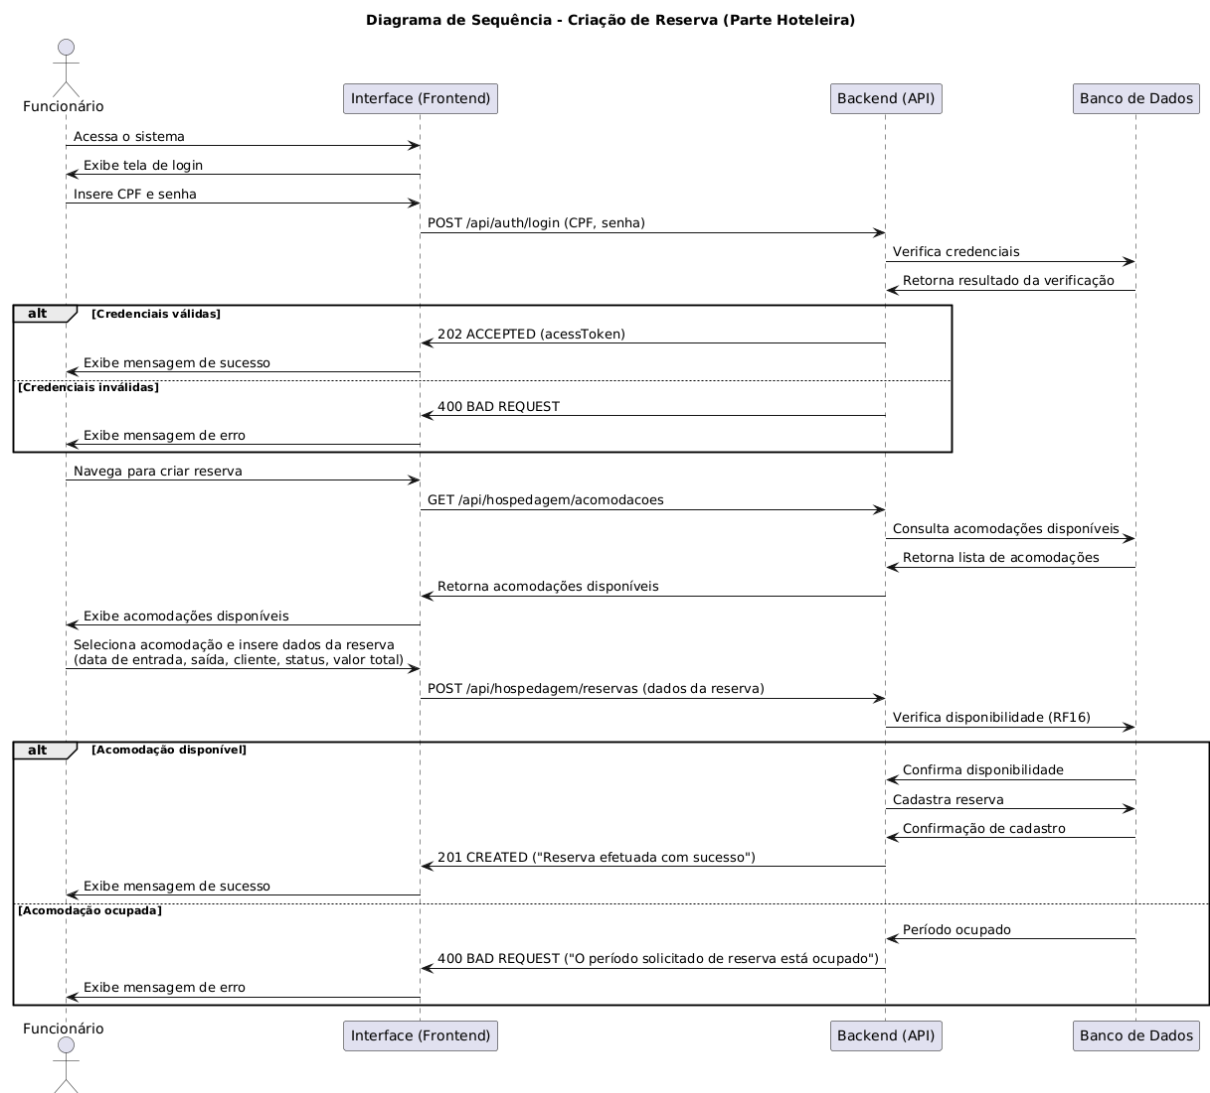 Diagrama de Sequência - Criação de Reserva (Parte Hoteleira)
Funcionário
Interface (Frontend)
Backend (API)
Banco de Dados
Acessa o sistema
Exibe tela de login
Insere CPF e senha
POST /api/auth/login (CPF, senha)
Verifica credenciais
Retorna resultado da verificação
alt
[Credenciais válidas]
202 ACCEPTED (acessToken)
Exibe mensagem de sucesso
[Credenciais inválidas]
400 BAD REQUEST
Exibe mensagem de erro
Navega para criar reserva
GET /api/hospedagem/acomodacoes
Consulta acomodações disponíveis
Retorna lista de acomodações
Retorna acomodações disponíveis
Exibe acomodações disponíveis
Seleciona acomodação e insere dados da reserva
(data de entrada, saída, cliente, status, valor total)
POST /api/hospedagem/reservas (dados da reserva)
Verifica disponibilidade (RF16)
alt
[Acomodação disponível]
Confirma disponibilidade
Cadastra reserva
Confirmação de cadastro
201 CREATED ("Reserva efetuada com sucesso")
Exibe mensagem de sucesso
[Acomodação ocupada]
Período ocupado
400 BAD REQUEST ("O período solicitado de reserva está ocupado")
Exibe mensagem de erro
Funcionário
Interface (Frontend)
Backend (API)
Banco de Dados